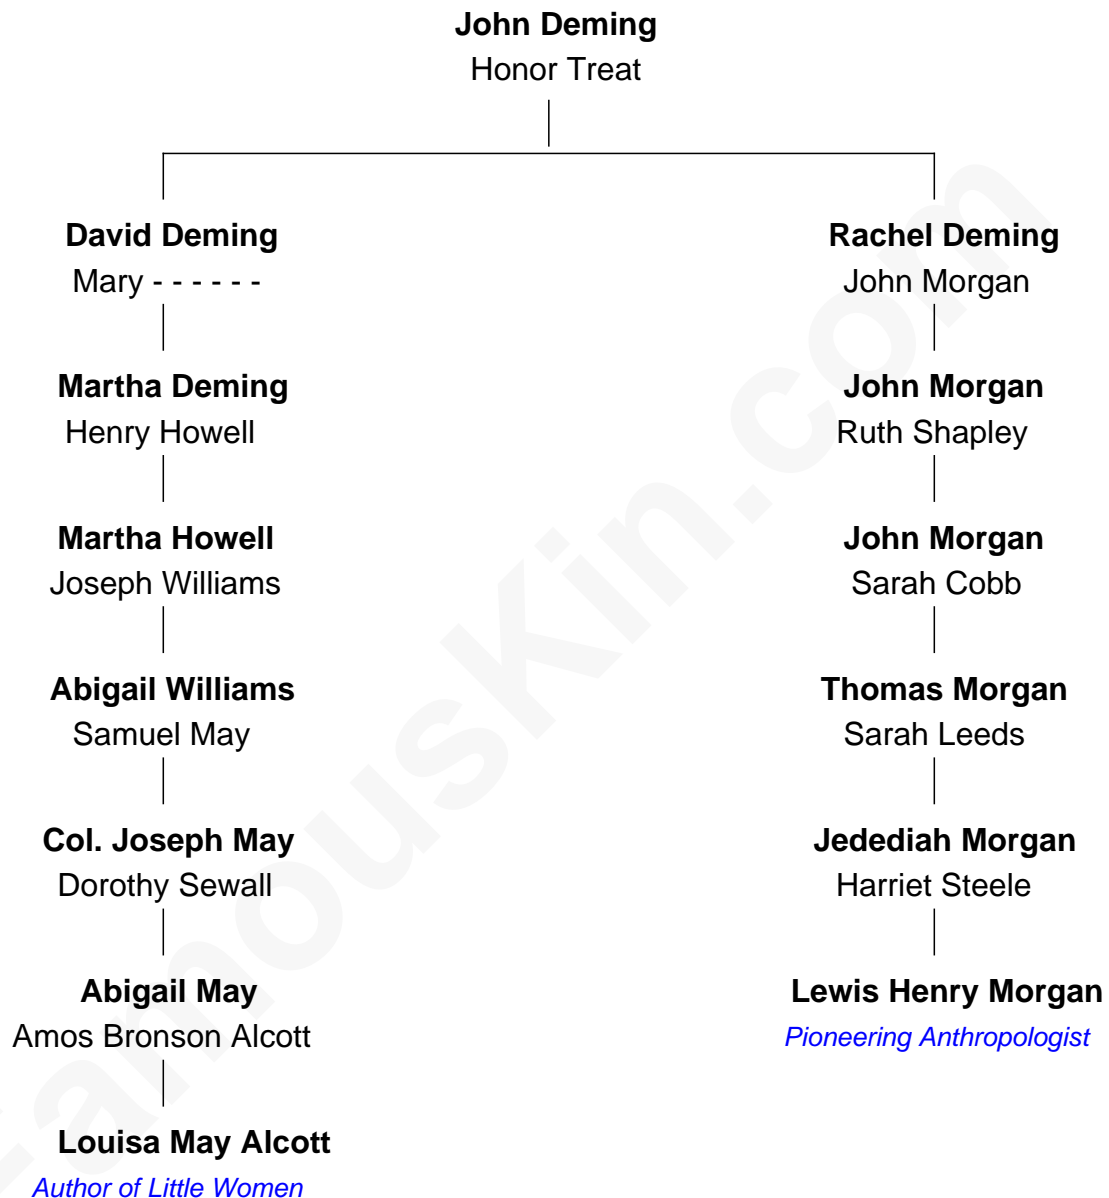 John Deming
Honor Treat
David Deming
Mary - - - - - -
Rachel Deming
John Morgan
Martha Deming
Henry Howell
John Morgan
Ruth Shapley
Martha Howell
Joseph Williams
John Morgan
Sarah Cobb
Abigail Williams
Samuel May
Thomas Morgan
Sarah Leeds
Col. Joseph May
Dorothy Sewall
Jedediah Morgan
Harriet Steele
Abigail May
Amos Bronson Alcott
Lewis Henry Morgan
Pioneering Anthropologist
Louisa May Alcott
Author of Little Women
FamousKin.com